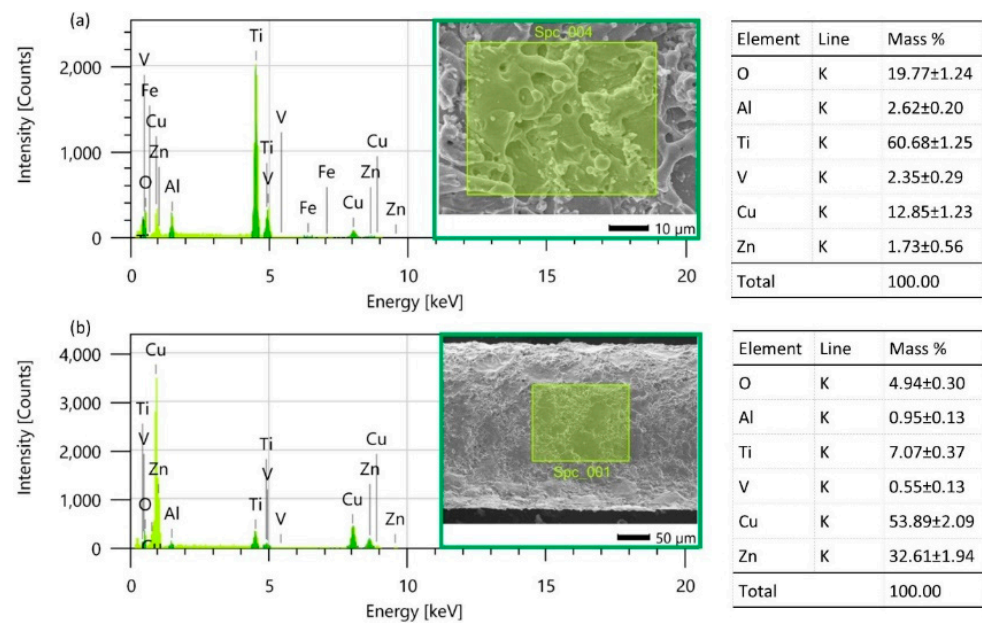 (a)
Intensity [Counts]
2,000
1,000
0
V
Fe
Cu
Zn
O
Al
Ti
V
Ti
V
Fe
Fe
Cu
Cu
Zn
Zn
0 5 10 15 20
Energy [keV]
Spc_004
10 μm
Element Line Mass %
O K 19.77±1.24
Al K 2.62±0.20
Ti K 60.68±1.25
V K 2.35±0.29
Cu K 12.85±1.23
Zn K 1.73±0.56
Total 100.00
(b)
Intensity [Counts]
4,000
3,000
2,000
1,000
0
Cu
Ti
V
Zn
O
C
Al
Ti
V
Ti
V
Cu
Cu
Zn
Zn
0 5 10 15 20
Energy [keV]
Spc_001
50 μm
Element Line Mass %
O K 4.94±0.30
Al K 0.95±0.13
Ti K 7.07±0.37
V K 0.55±0.13
Cu K 53.89±2.09
Zn K 32.61±1.94
Total 100.00